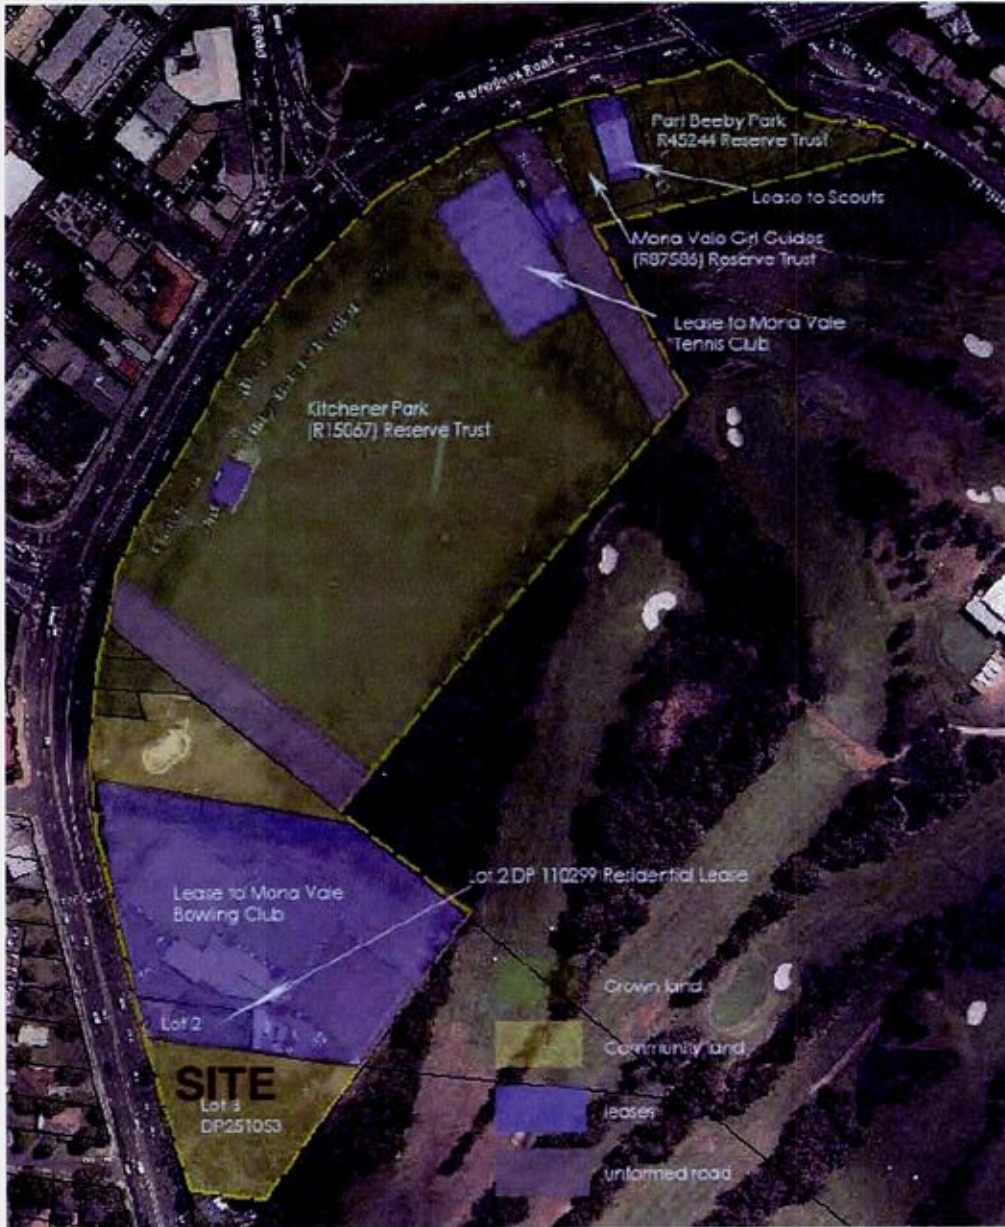 Road
Part Beeby Park
R45244 Reserve Trust
Lease to Scouts
Mona Vale Girl Guides
(R87586) Reserve Trust
Lease to Mona Vale
Tennis Club
Kitchener Park
(R15067) Reserve Trust
Lot 2 DP 110299 Residential Lease
Lease to Mona Vale
Bowling Club
Lot 2
SITE
Lot 3
DP251053
Crown land
Community land
leases
unformed road